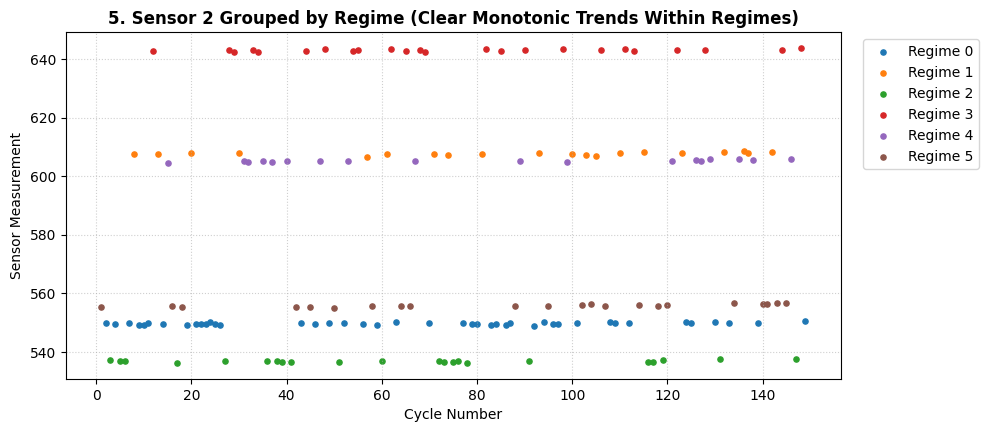 5. Sensor 2 Grouped by Regime (Clear Monotonic Trends Within Regimes)
Sensor Measurement
640
620
600
580
560
540
0 20 40 60 80 100 120 140
Cycle Number
Regime 0
Regime 1
Regime 2
Regime 3
Regime 4
Regime 5